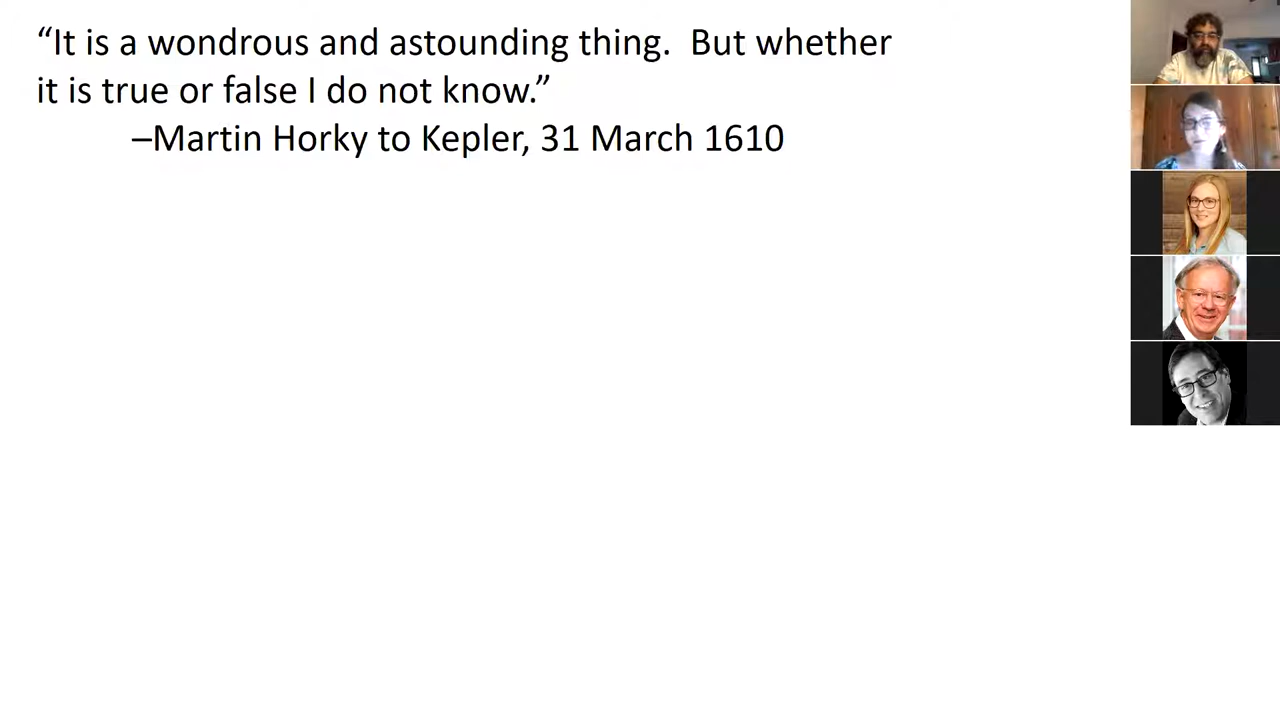 “It is a wondrous and astounding thing.  But whether
it is true or false I do not know.”
–Martin Horky to Kepler, 31 March 1610